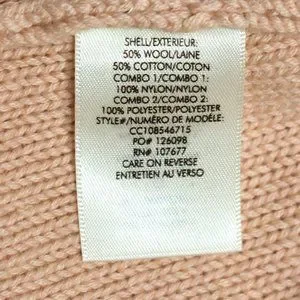 SHELL/EXTERIEUR:
50% WOOL/LAINE
50% COTTON/COTON
COMBO 1/COMBO 1:
100% NYLON/NYLON
COMBO 2/COMBO 2:
100% POLYESTER/POLYESTER
STYLE#/NUMÉRO DE MODÈLE:
CC108546715
PO# 126098
RN# 107677
CARE ON REVERSE
ENTRETIEN AU VERSO